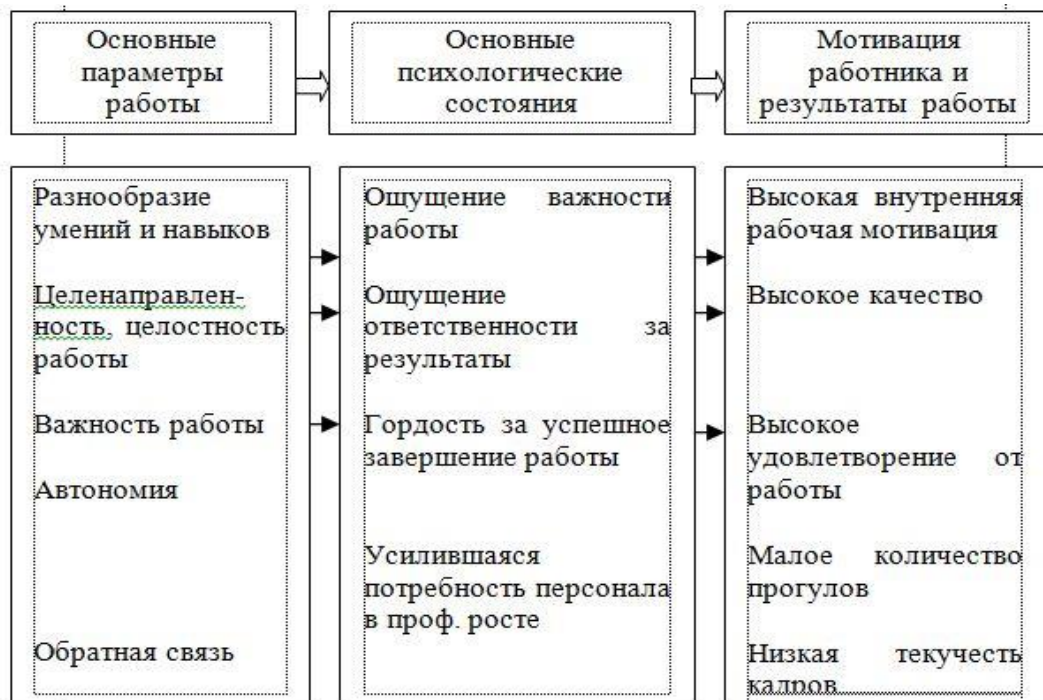 Основные
параметры
работы
Основные
психологические
состояния
Мотивация
работника и
результаты работы
Разнообразие
умений и навыков
Целенаправлен-
ность, целостность
работы
Важность работы
Автономия
Обратная связь
Ощущение важности
работы
Ощущение
ответственности за
результаты
Гордость за успешное
завершение работы
Усилившаяся
потребность персонала
в проф. росте
Высокая внутренняя
рабочая мотивация
Высокое качество
Высокое
удовлетворение от
работы
Малое количество
прогулов
Низкая текучесть
кадров